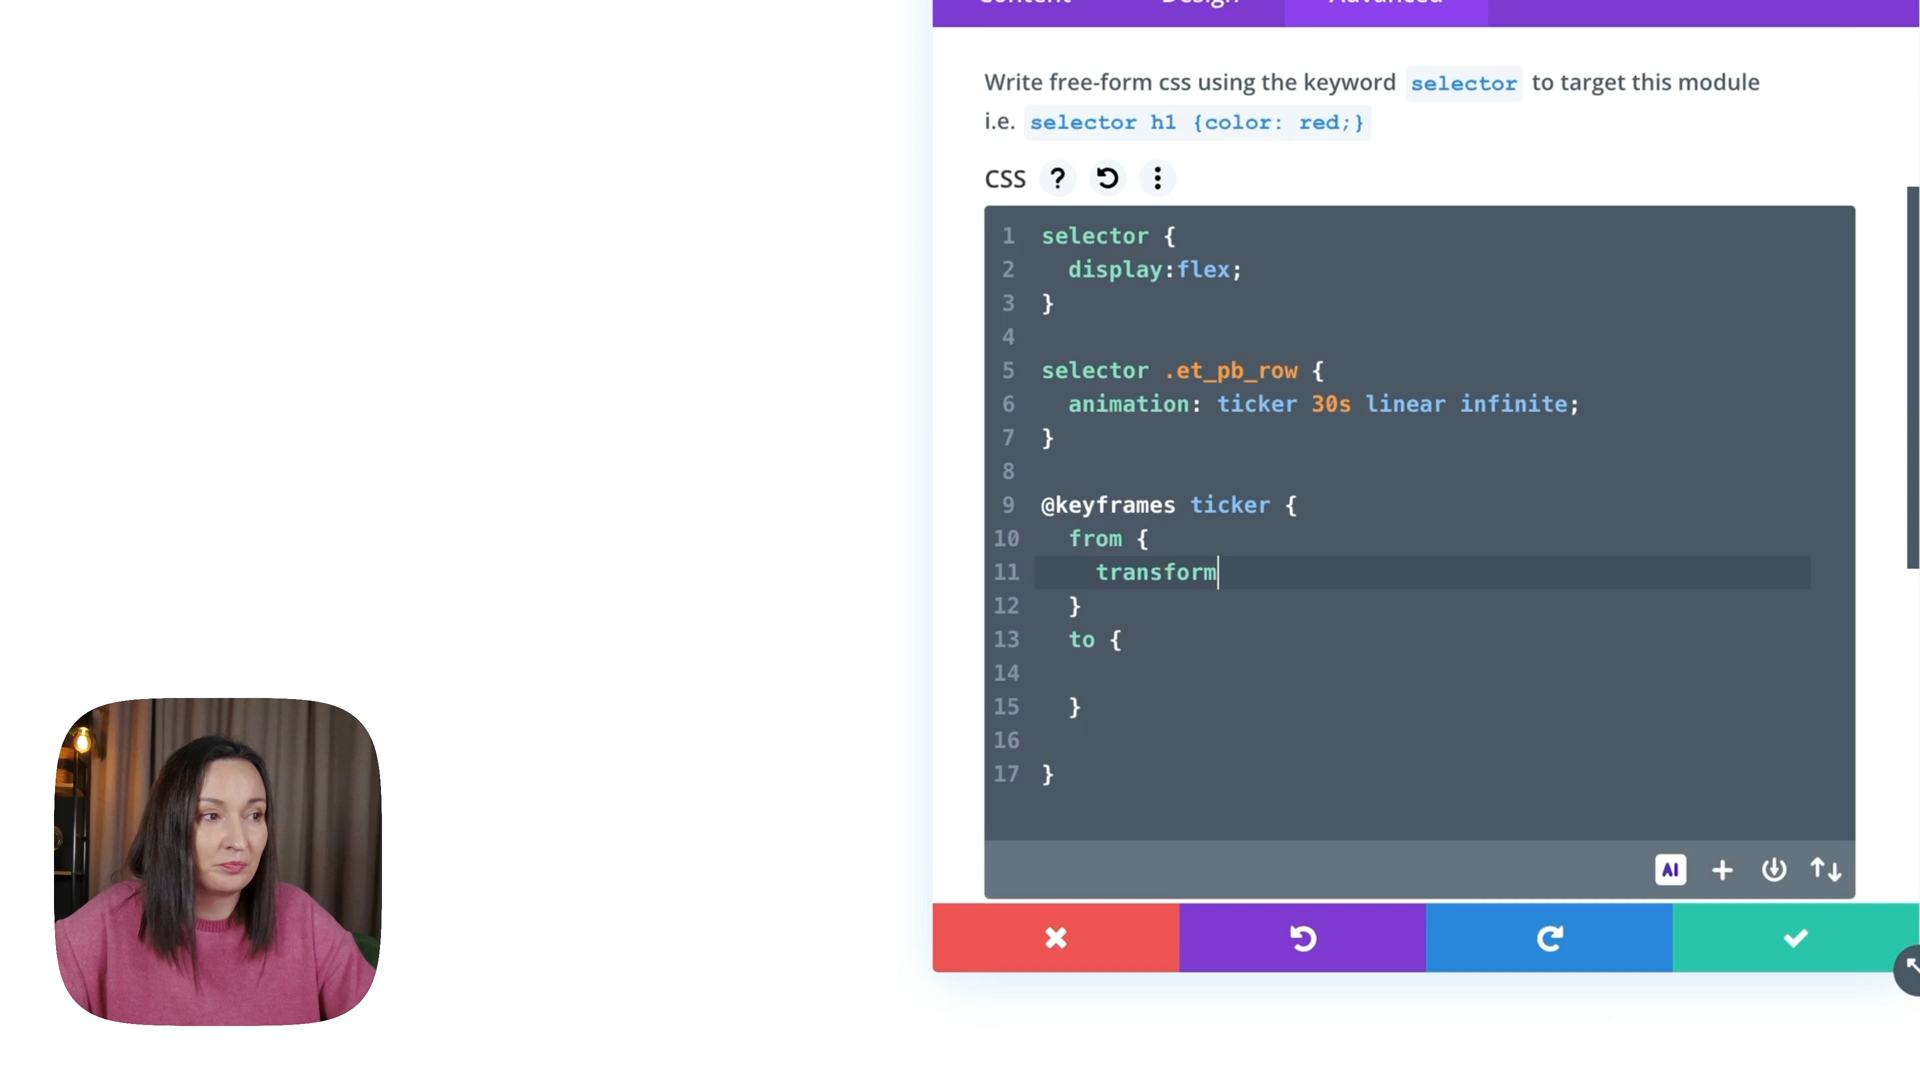 Content Design Advanced
Write free-form css using the keyword selector to target this module
i.e. selector h1 {color: red;}
CSS ?
1 selector {
2 display:flex;
3 }
4
5 selector .et_pb_row {
6 animation: ticker 30s linear infinite;
7 }
8
9 @keyframes ticker {
10 from {
11 transform
12 }
13 to {
14
15 }
16
17 }
AI